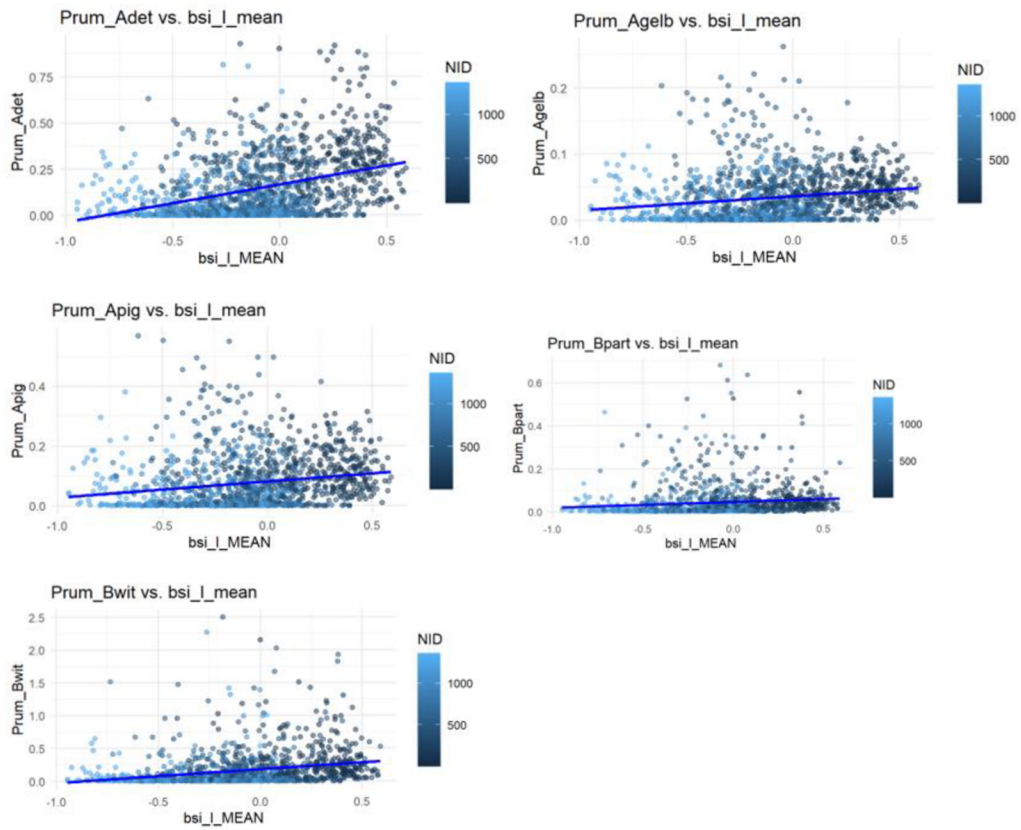 Prum_Adet vs. bsi_I_mean
Prum_Adet
0.75
0.50
0.25
0.00
-1.0
-0.5
0.0
0.5
bsi_I_MEAN
NID
1000
500
Prum_Agelb vs. bsi_I_mean
Prum_Agelb
0.2
0.1
0.0
-1.0
-0.5
0.0
0.5
bsi_I_MEAN
NID
1000
500
Prum_Apig vs. bsi_I_mean
Prum_Apig
0.4
0.2
0.0
-1.0
-0.5
0.0
0.5
bsi_I_MEAN
NID
1000
500
Prum_Bpart vs. bsi_I_mean
Prum_Bpart
0.6
0.4
0.2
0.0
-1.0
-0.5
0.0
0.5
bsi_I_MEAN
NID
1000
500
Prum_Bwit vs. bsi_I_mean
Prum_Bwit
2.5
2.0
1.5
1.0
0.5
0.0
-1.0
-0.5
0.0
0.5
bsi_I_MEAN
NID
1000
500